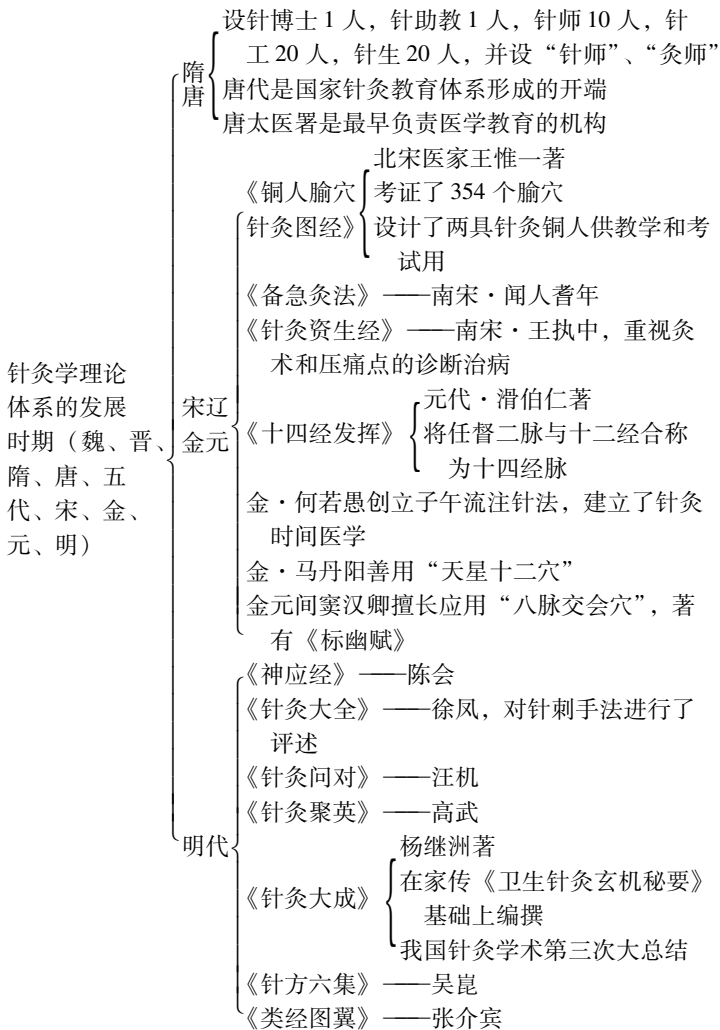 设针博士 1 人，针助教 1 人，针师 10 人，针
工 20 人，针生 20 人，并设“针师”、“灸师”
隋
唐
唐代是国家针灸教育体系形成的开端
唐太医署是最早负责医学教育的机构
北宋医家王惟一著
《铜人腧穴
针灸图经》
考证了 354 个腧穴
设计了两具针灸铜人供教学和考
试用
《备急灸法》——南宋·闻人耆年
《针灸资生经》——南宋·王执中，重视灸
术和压痛点的诊断治病
针灸学理论
体系的发展
时期（魏、晋、
隋、唐、五
代、宋、金、
元、明）
宋辽
金元
《十四经发挥》
元代·滑伯仁著
将任督二脉与十二经合称
为十四经脉
金·何若愚创立子午流注针法，建立了针灸
时间医学
金·马丹阳善用“天星十二穴”
金元间窦汉卿擅长应用“八脉交会穴”，著
有《标幽赋》
《神应经》——陈会
《针灸大全》——徐凤，对针刺手法进行了
评述
《针灸问对》——汪机
《针灸聚英》——高武
明代
杨继洲著
《针灸大成》
在家传《卫生针灸玄机秘要》
基础上编撰
我国针灸学术第三次大总结
《针方六集》——吴崑
《类经图翼》——张介宾